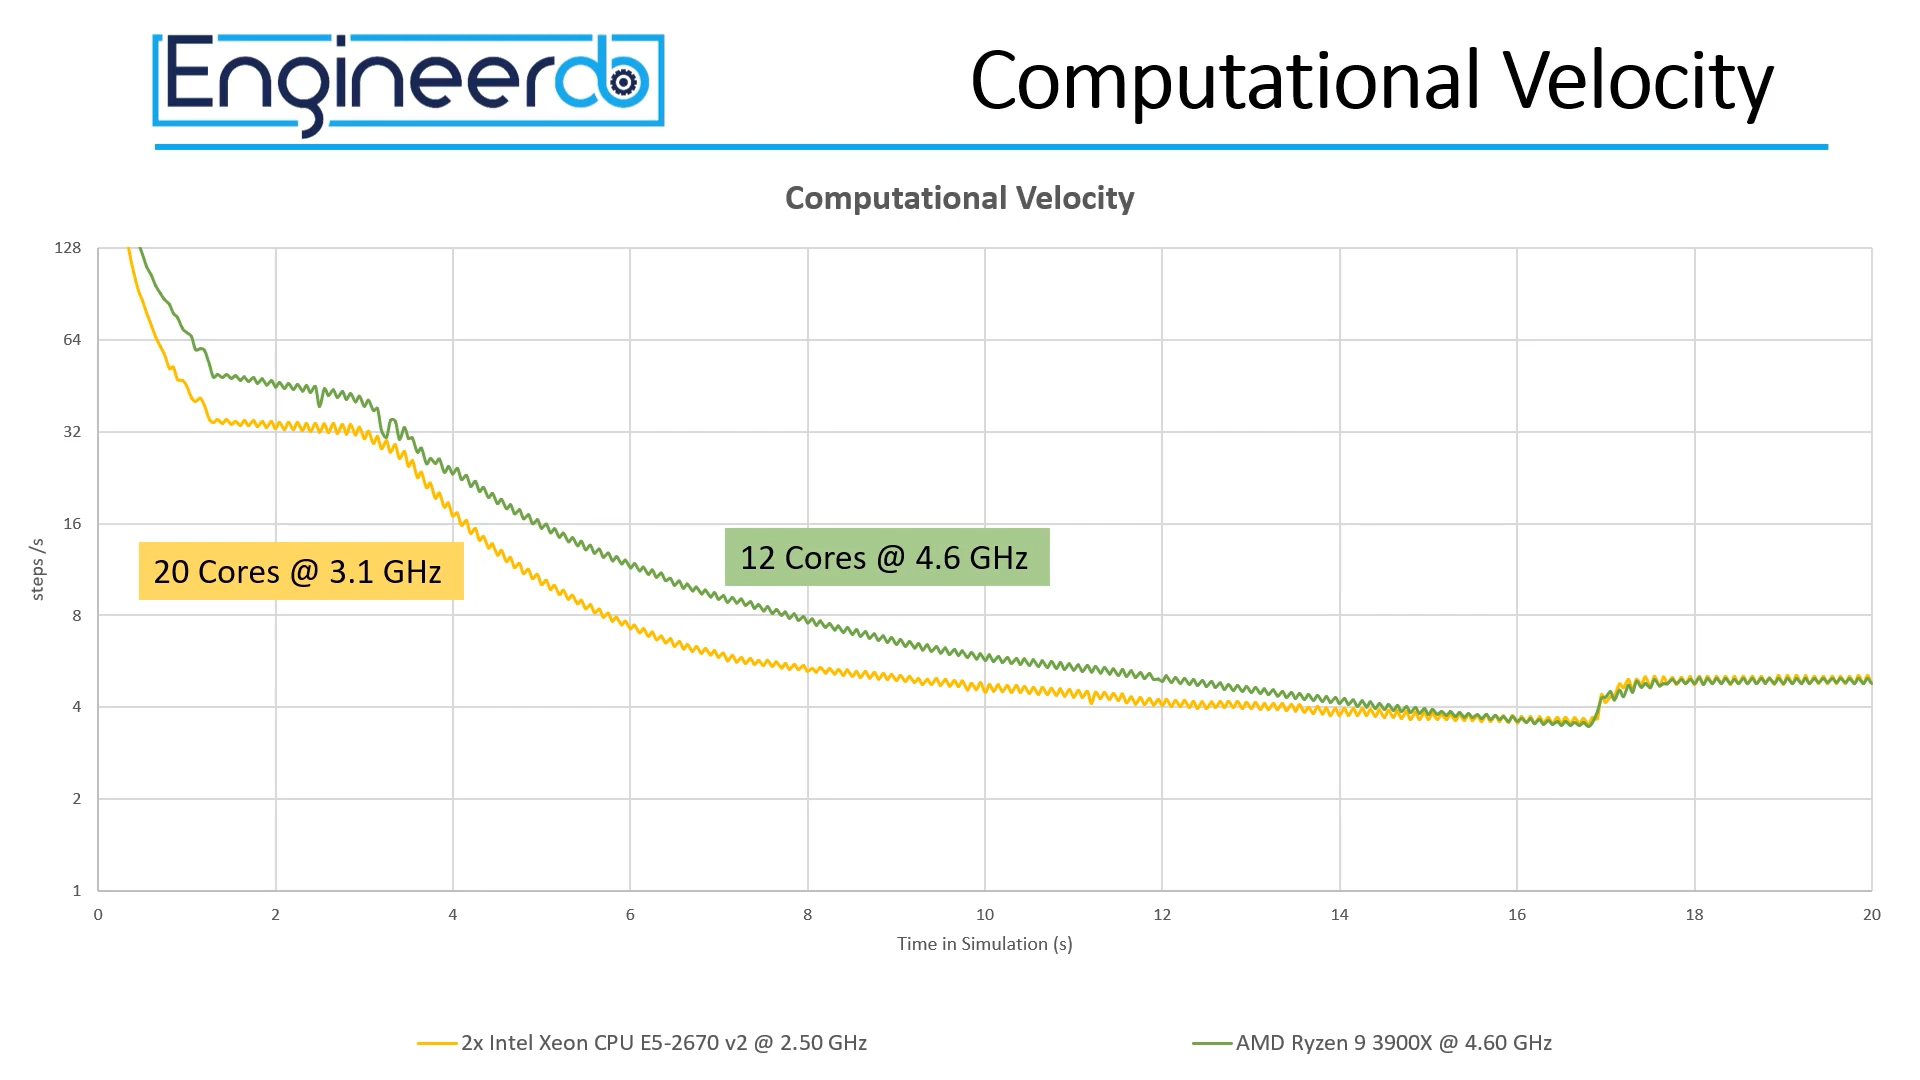 Engineerdo
Computational Velocity
Computational Velocity
128
64
32
16
8
4
2
1
steps /s
20 Cores @ 3.1 GHz
12 Cores @ 4.6 GHz
0 2 4 6 8 10 12 14 16 18 20
Time in Simulation (s)
2x Intel Xeon CPU E5-2670 v2 @ 2.50 GHz
AMD Ryzen 9 3900X @ 4.60 GHz